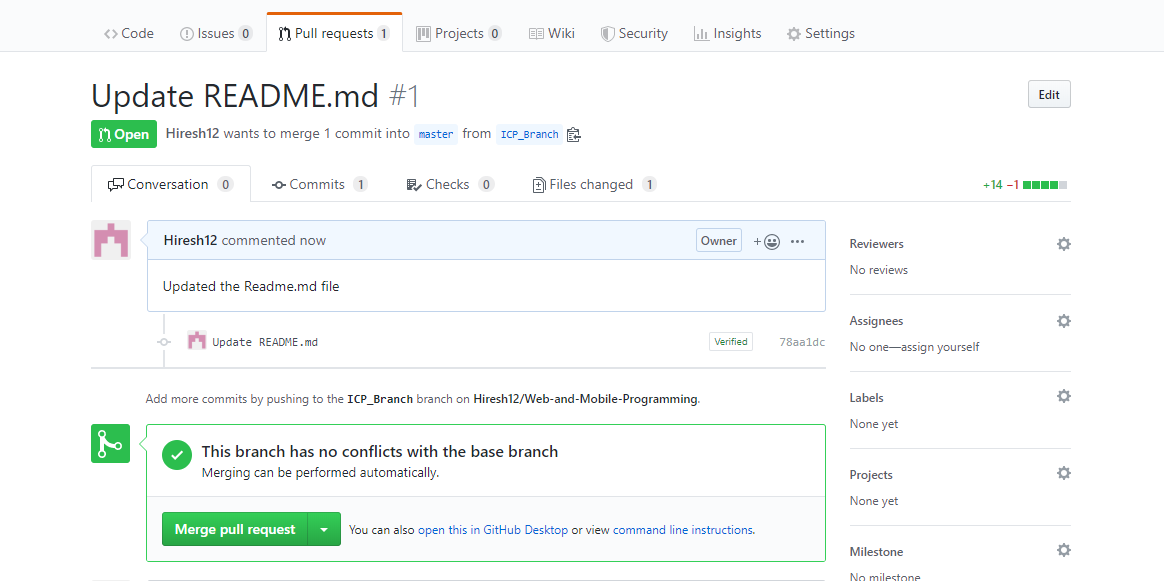 Code Issues 0 Pull requests 1 Projects 0 Wiki Security Insights Settings
Update README.md #1
Edit
Open Hiresh12 wants to merge 1 commit into master from ICP_Branch
Conversation 0 Commits 1 Checks 0 Files changed 1 +14 −1
Hiresh12 commented now Owner + ...
Updated the Readme.md file
Update README.md Verified 78aa1dc
Add more commits by pushing to the ICP_Branch branch on Hiresh12/Web-and-Mobile-Programming.
This branch has no conflicts with the base branch
Merging can be performed automatically.
Merge pull request You can also open this in GitHub Desktop or view command line instructions.
Reviewers
No reviews
Assignees
No one—assign yourself
Labels
None yet
Projects
None yet
Milestone
No milestone